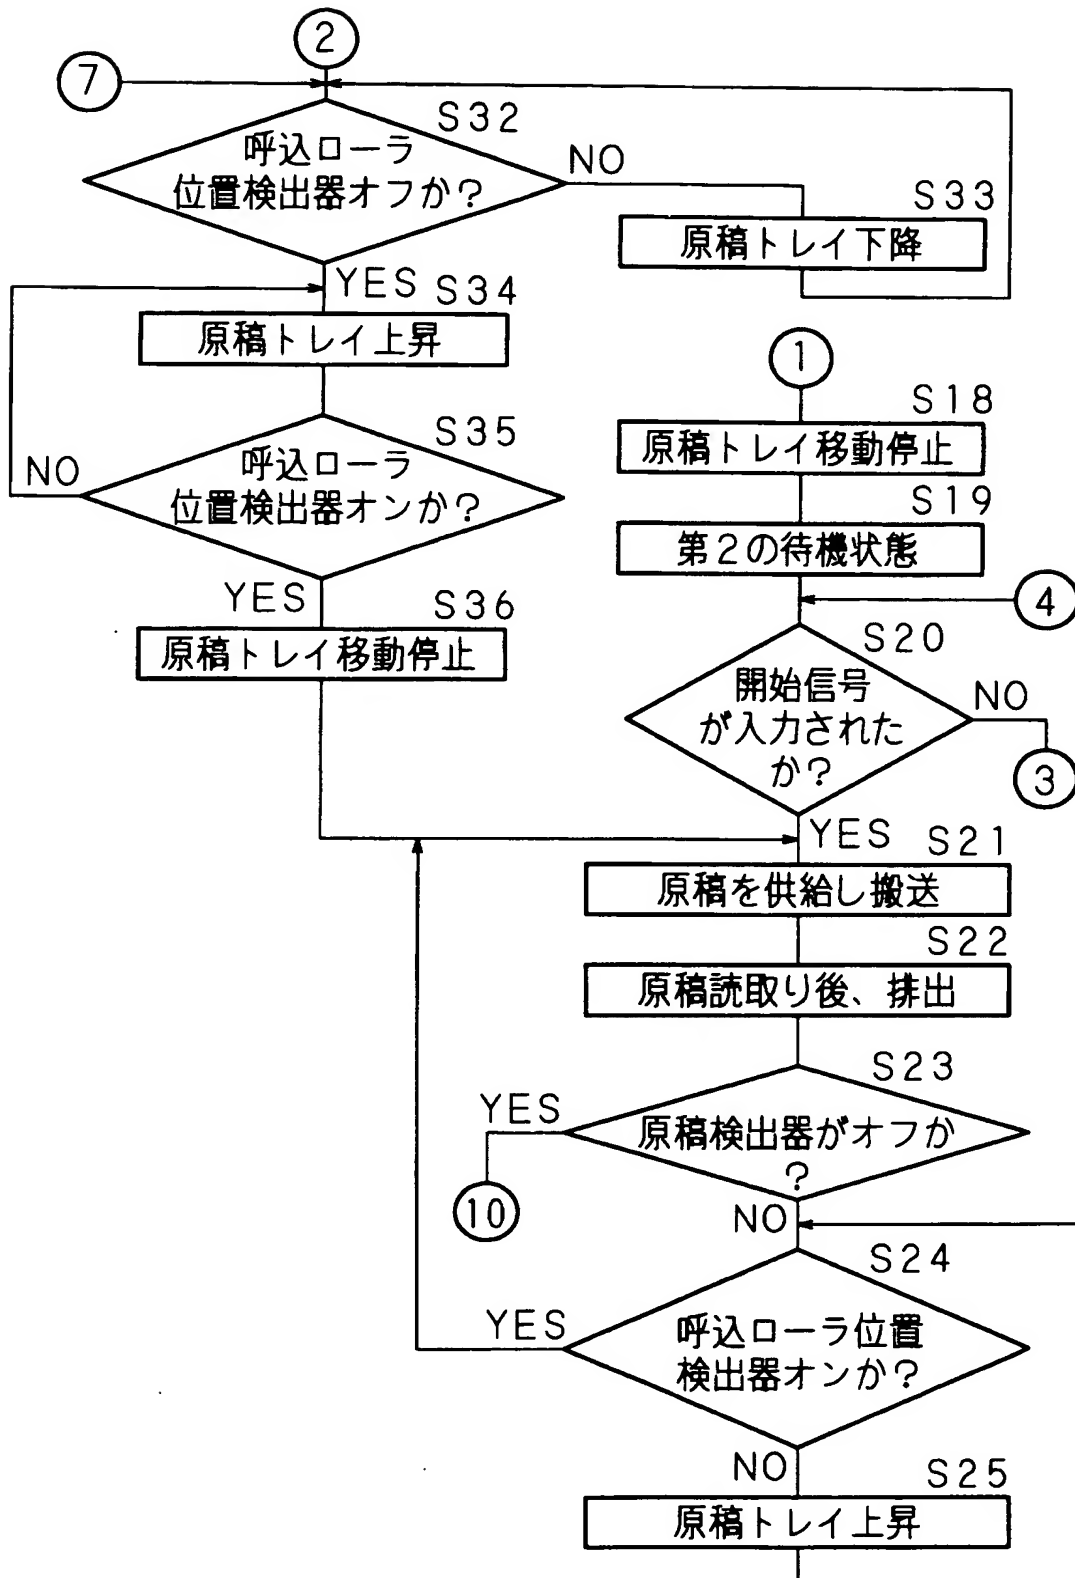 2
7
S32
呼込ローラ
位置検出器オフか?
NO
S33
原稿トレイ下降
YES
S34
原稿トレイ上昇
S35
呼込ローラ
位置検出器オンか?
NO
YES
S36
原稿トレイ移動停止
1
S18
原稿トレイ移動停止
S19
第2の待機状態
4
S20
開始信号
が入力された
か?
NO
3
YES
S21
原稿を供給し搬送
S22
原稿読取り後、排出
S23
YES
原稿検出器がオフか
?
10
NO
S24
YES
呼込ローラ位置
検出器オンか?
NO
S25
原稿トレイ上昇